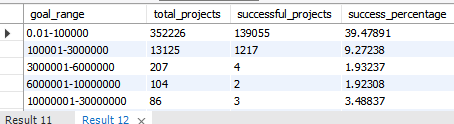 goal_range total_projects successful_projects success_percentage
0.01-100000 352226 139055 39.47891
100001-3000000 13125 1217 9.27238
3000001-6000000 207 4 1.93237
6000001-10000000 104 2 1.92308
10000001-30000000 86 3 3.48837
Result 11 Result 12